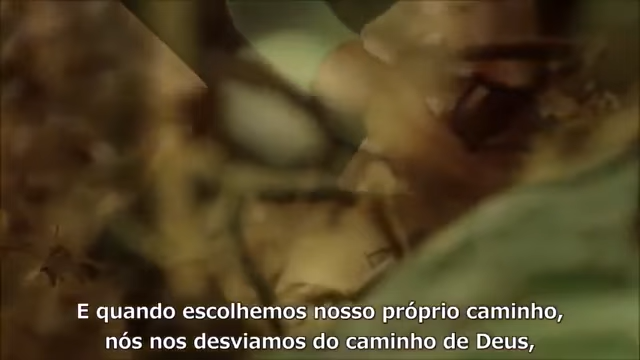 E quando escolhemos nosso próprio caminho,
nós nos desviamos do caminho de Deus,